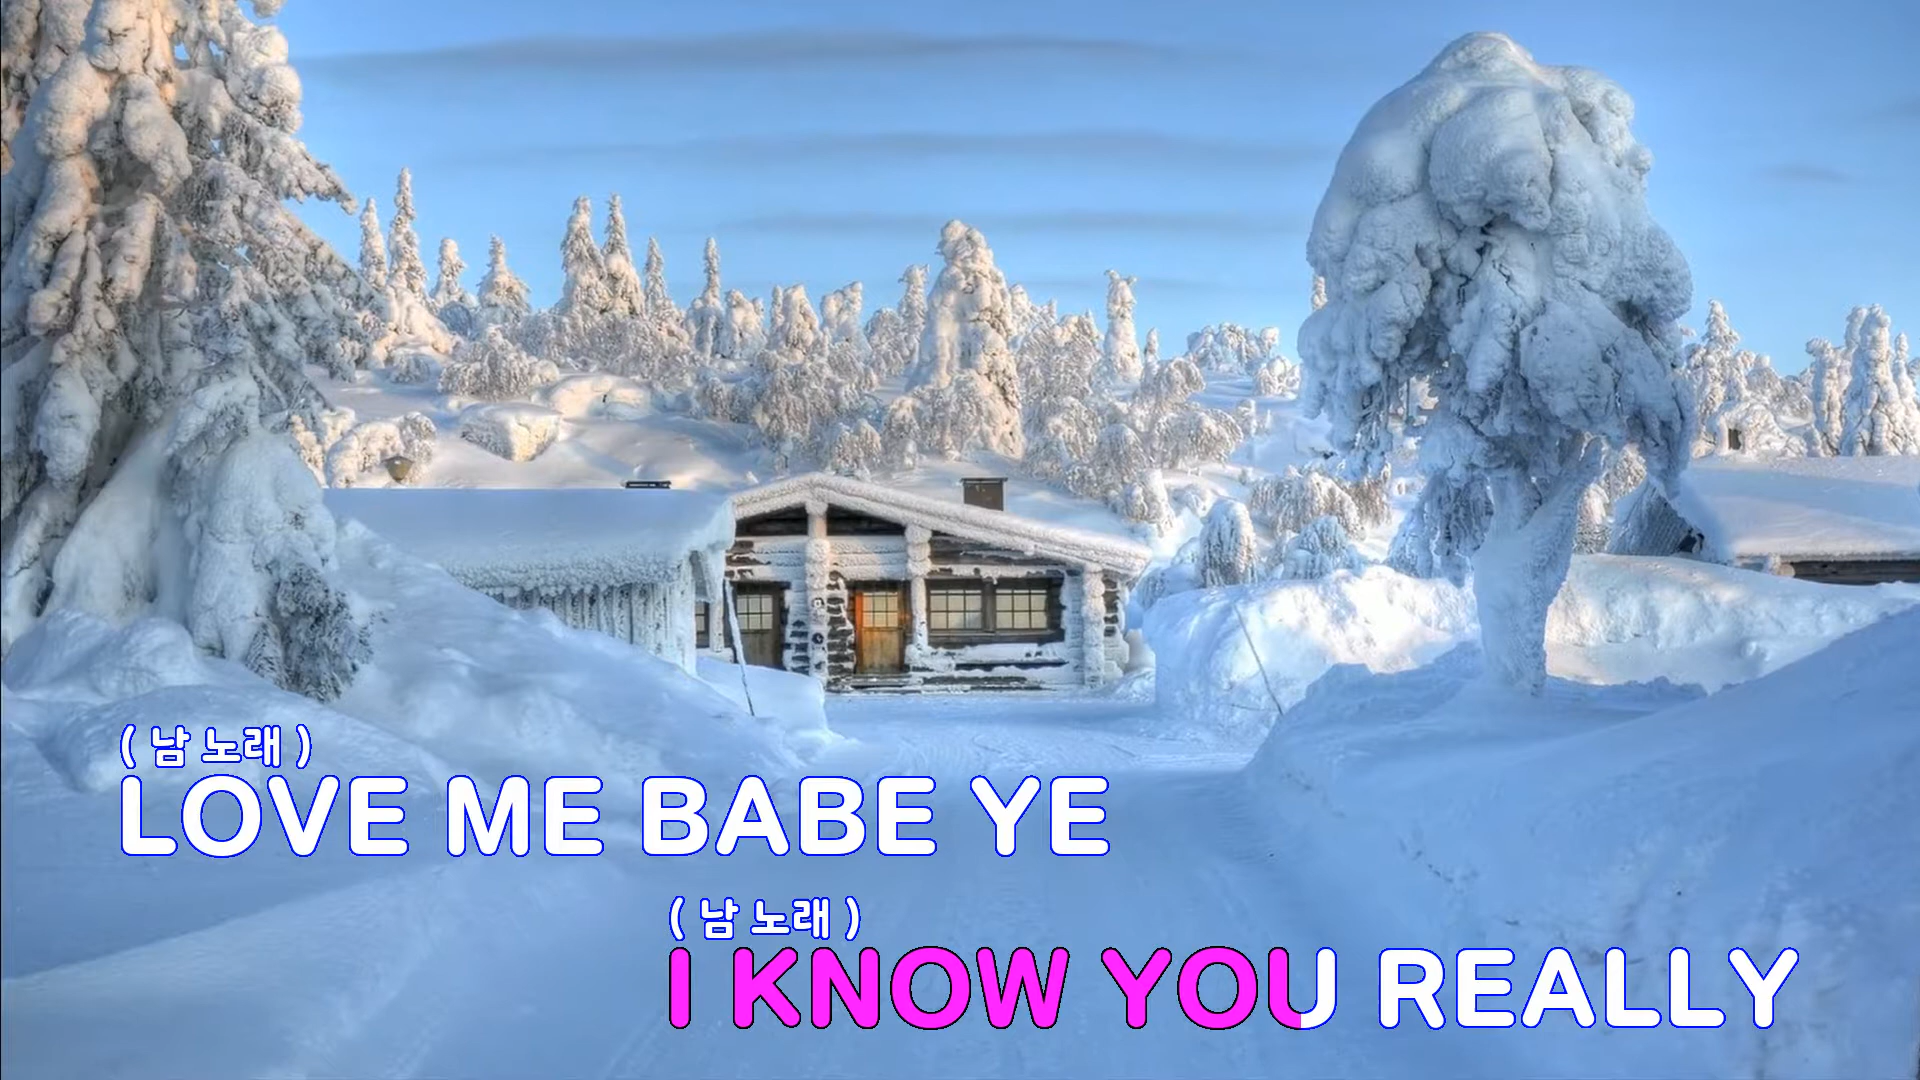 ( 남 노래 )
LOVE ME BABE YE
( 남 노래 )
I KNOW YOU REALLY